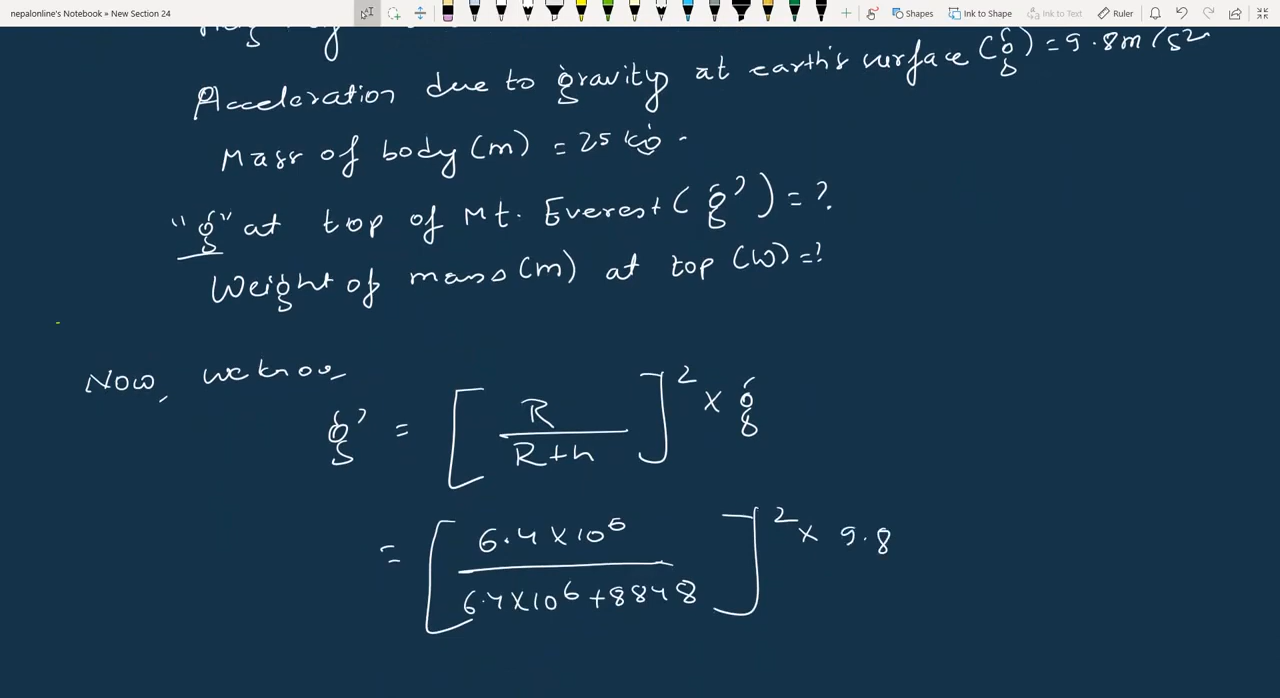 nepalonline's Notebook » New Section 24
Shapes Ink to Shape Ink to Text Ruler
Acceleration due to gravity at earth's surface (g) = 9.8m/s2
Mass of body (m) = 25 kg.
"g" at top of Mt. Everest (g') = ?
Weight of mass (m) at top (W) = ?
Now, we know,
g' = [R / R+h]² × g
= [6.4×10⁶ / 6.4×10⁶+8848]² × 9.8